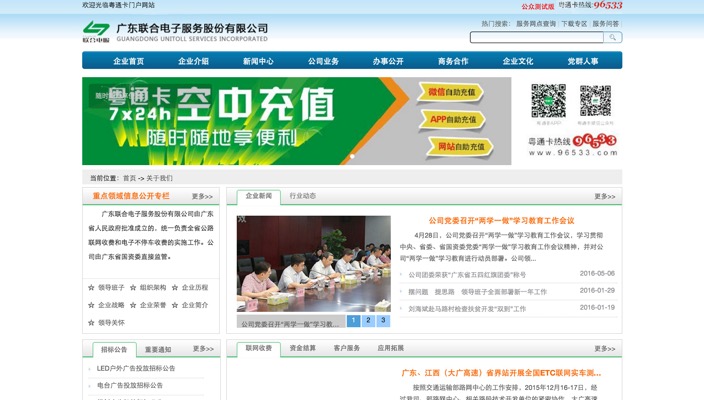 欢迎光临粤通卡门户网站
公众测试版 粤通卡热线:96533
广东联合电子服务股份有限公司
GUANGDONG UNITOLL SERVICES INCORPORATED
联合电服
热门搜索: 服务网点查询 | 下载专区 | 服务问答
企业首页 企业介绍 新闻中心 公司业务 办事公开 商务合作 企业文化 党群人事
粤通卡 空中充值
7x24h
随时随地享便利
微信自助充值
APP自助充值
网站自助充值
粤通卡热线 96533
www.96533.com
当前位置: 首页 -> 关于我们
重点领域信息公开专栏 更多>>
广东联合电子服务股份有限公司由广东
省人民政府批准成立的,统一负责全省公路
联网收费和电子不停车收费的实施工作。公
司由广东省国资委直接监管。
☆ 领导班子 ☆ 组织架构 ☆ 企业历程
☆ 企业战略 ☆ 企业荣誉 ☆ 企业简介
☆ 领导关怀
企业新闻 行业动态 更多>>
公司党委召开“两学一做”学习教...
1 2 3
公司党委召开“两学一做”学习教育工作会议
4月28日,公司党委召开“两学一做”学习教育工作会议,学习贯彻
中央、省委、省国资委党委“两学一做”学习教育工作会议精神,并对公
司“两学一做”学习教育进行动员部署。公司领...
公司团委荣获“广东省五四红旗团委”称号 2016-05-06
摆问题 提思路 领导班子全面部署新一年工作 2016-01-29
刘海斌赴马路村检查扶贫开发“双到”工作 2016-01-19
招标公告 重要通知 更多>>
LED户外广告投放招标公告
电台广告投放招标公告
联网收费 资金结算 客户服务 应用拓展 更多>>
广东、江西(大广高速)省界站开展全国ETC联网实车测...
按照交通运输部路网中心的工作安排,2015年12月16-17日,经